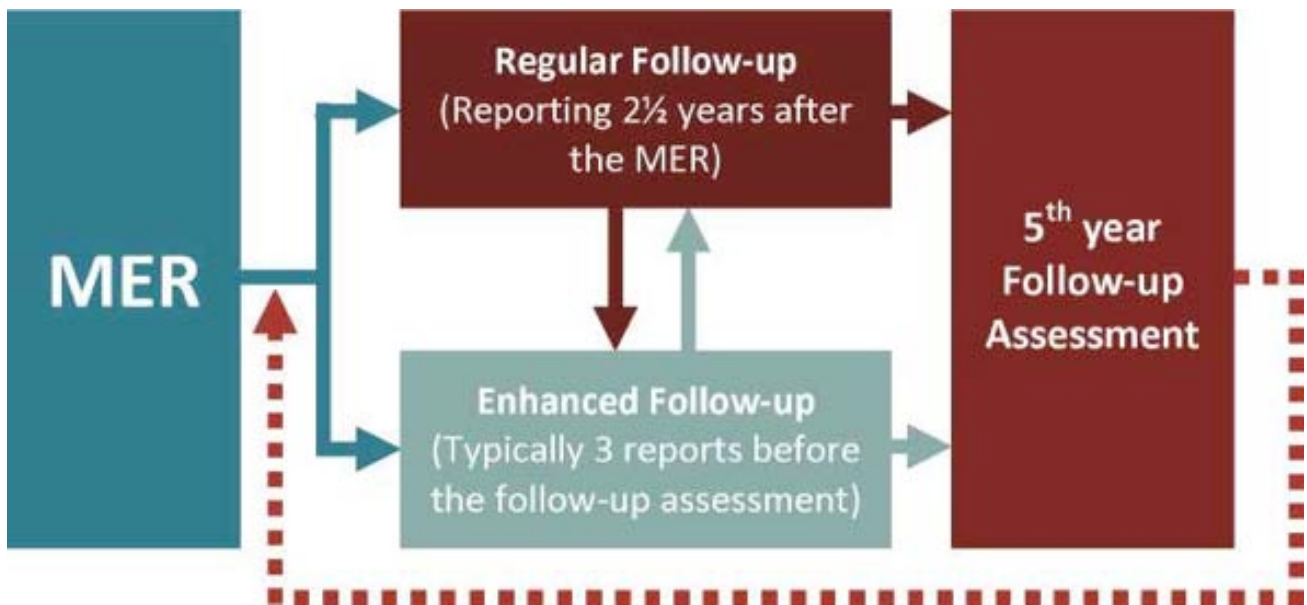 MER
Regular Follow-up
(Reporting 2½ years after
the MER)
Enhanced Follow-up
(Typically 3 reports before
the follow-up assessment)
5th year
Follow-up
Assessment